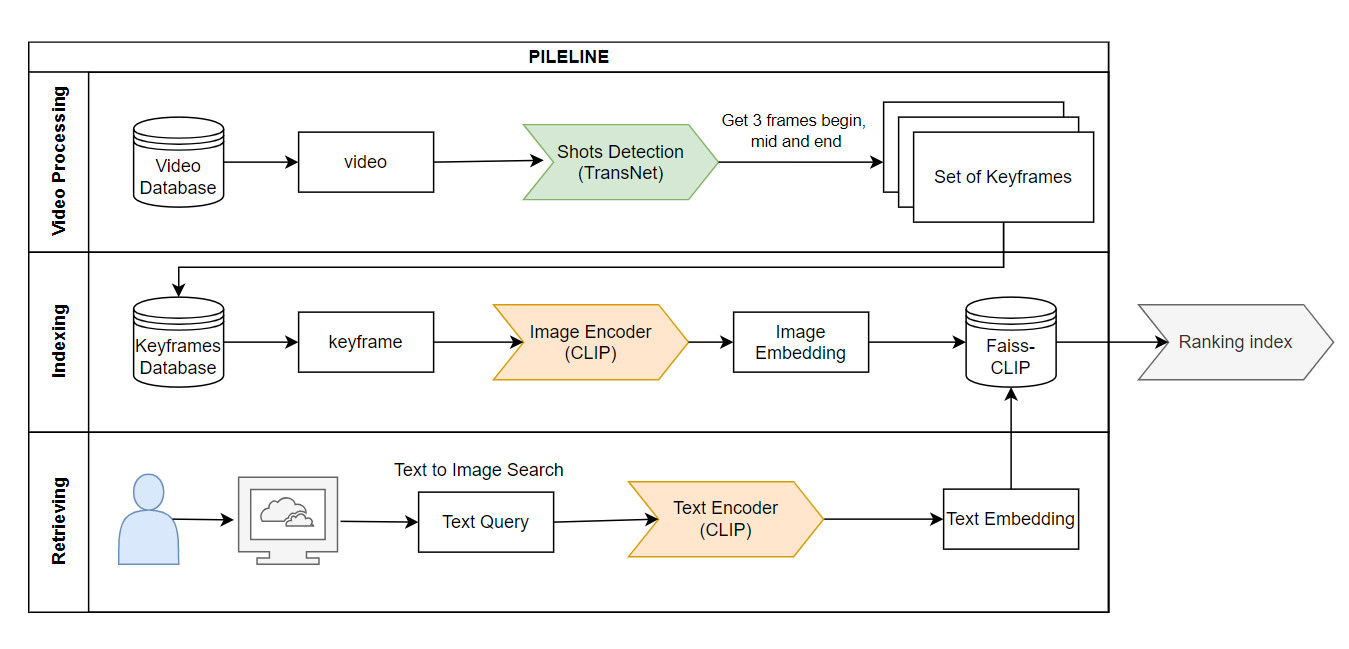 PILELINE
Video Processing
Video
Database
video
Shots Detection
(TransNet)
Get 3 frames begin,
mid and end
Set of Keyframes
Indexing
Keyframes
Database
keyframe
Image Encoder
(CLIP)
Image
Embedding
Faiss-
CLIP
Ranking index
Retrieving
Text to Image Search
Text Query
Text Encoder
(CLIP)
Text Embedding